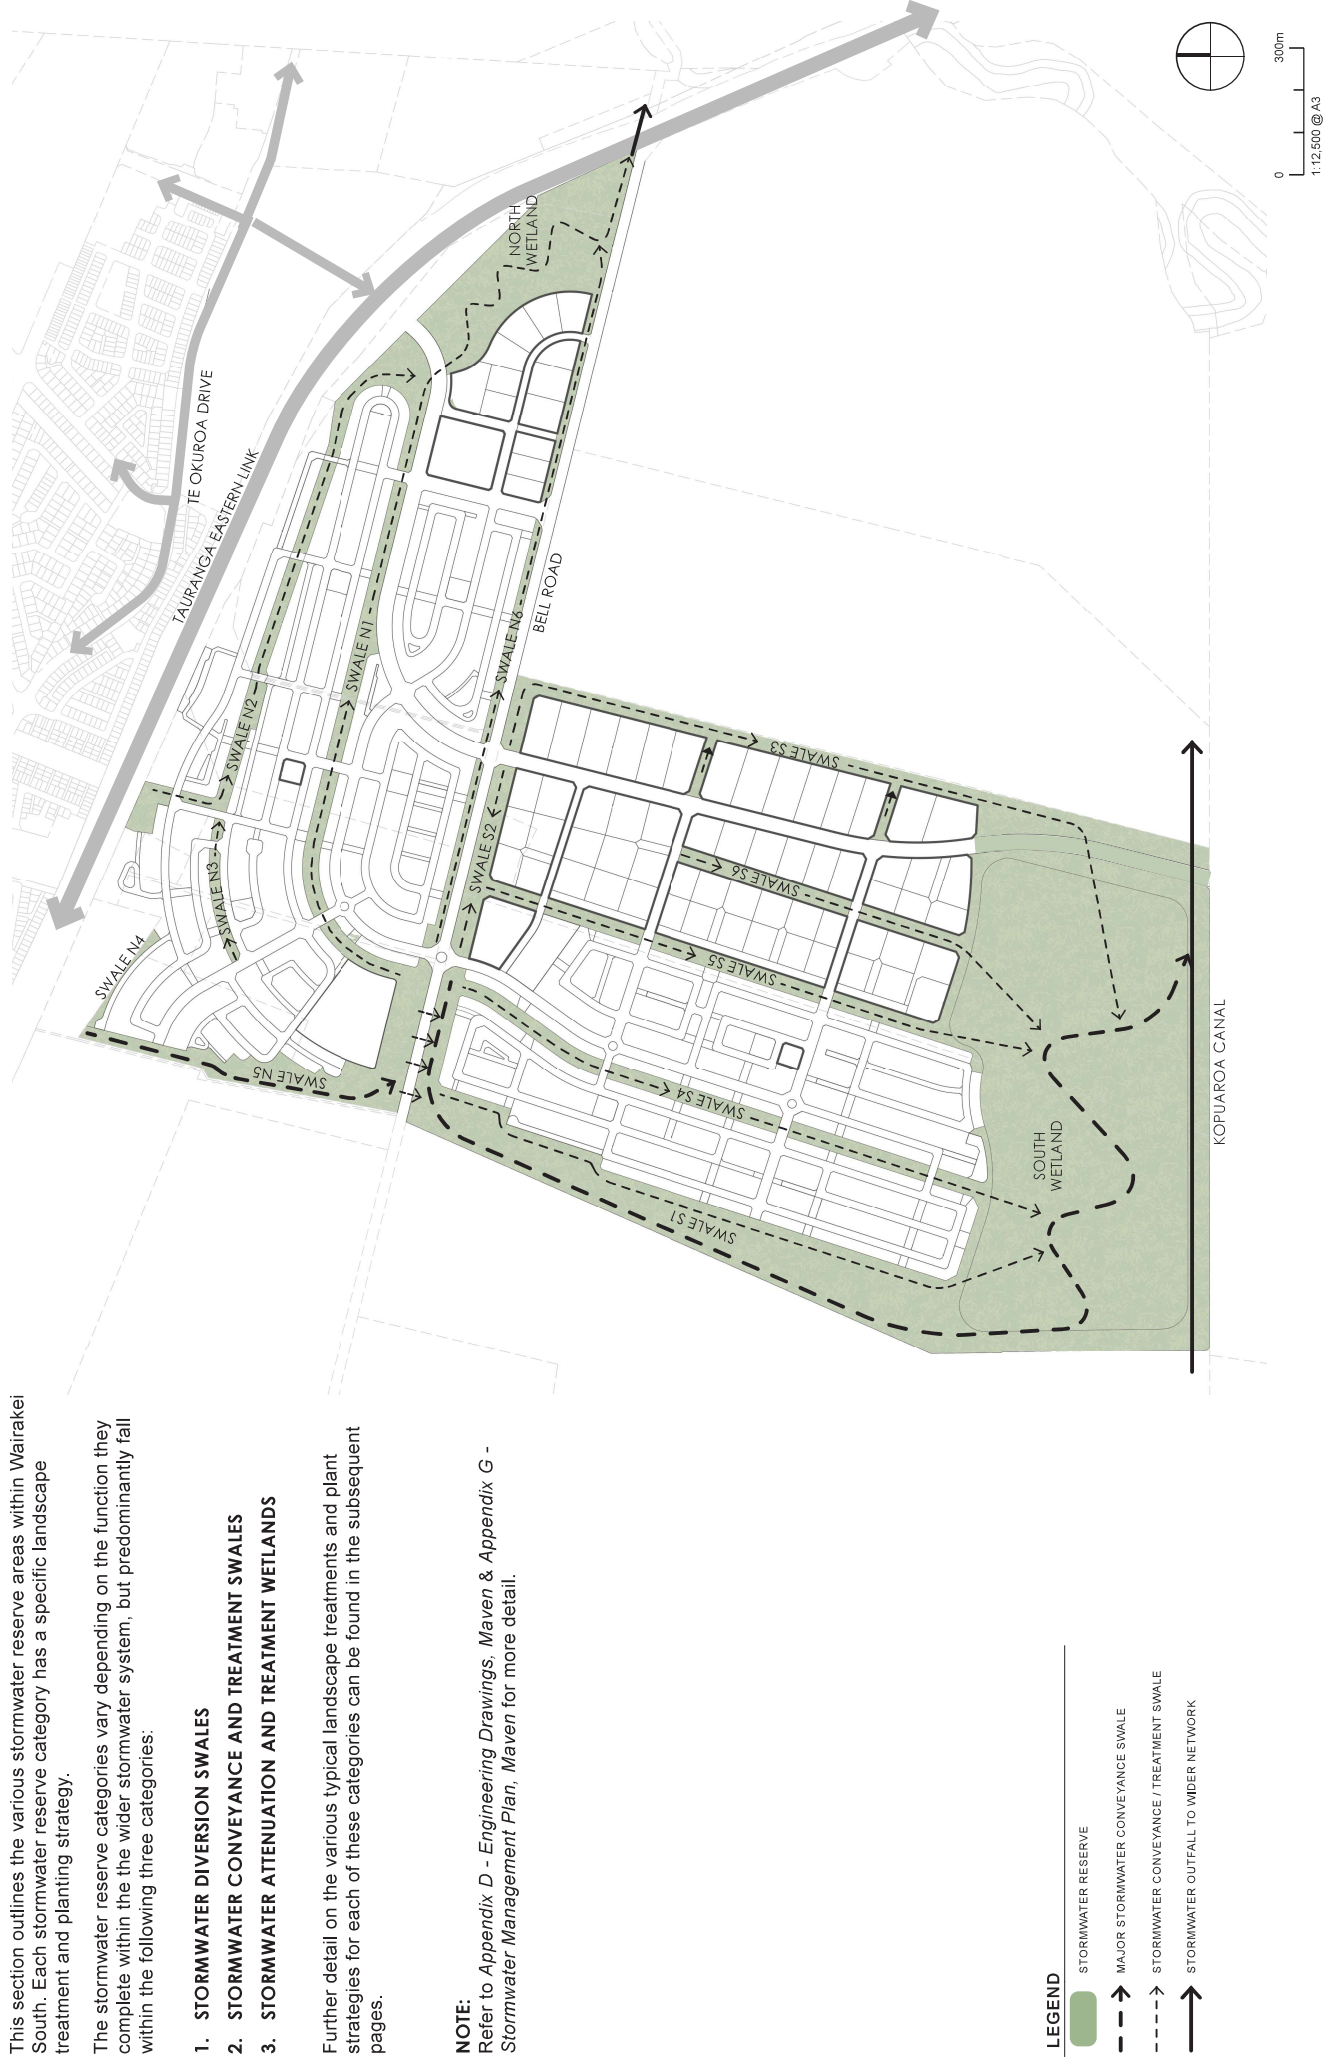 This section outlines the various stormwater reserve areas within Wairakei
South. Each stormwater reserve category has a specific landscape
treatment and planting strategy.
The stormwater reserve categories vary depending on the function they
complete within the the wider stormwater system, but predominantly fall
within the following three categories:
1. STORMWATER DIVERSION SWALES
2. STORMWATER CONVEYANCE AND TREATMENT SWALES
3. STORMWATER ATTENUATION AND TREATMENT WETLANDS
Further detail on the various typical landscape treatments and plant
strategies for each of these categories can be found in the subsequent
pages.
NOTE:
Refer to Appendix D - Engineering Drawings, Maven & Appendix G -
Stormwater Management Plan, Maven for more detail.
LEGEND
STORMWATER RESERVE
MAJOR STORMWATER CONVEYANCE SWALE
STORMWATER CONVEYANCE / TREATMENT SWALE
STORMWATER OUTFALL TO WIDER NETWORK
TE OKUROA DRIVE
TAURANGA EASTERN LINK
NORTH
WETLAND
SWALE N4
SWALE N3
SWALE N2
SWALE N1
SWALE N5
SWALE N6
BELL ROAD
SWALE S2
SWALE S3
SWALE S6
SWALE S5
SWALE S4
SWALE S1
SOUTH
WETLAND
KOPUAROA CANAL
0
300m
1:12,500 @ A3